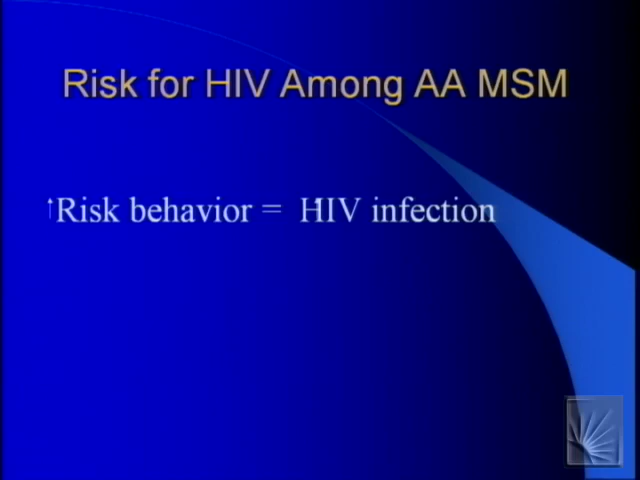 Risk for HIV Among AA MSM
↑Risk behavior = HIV infection